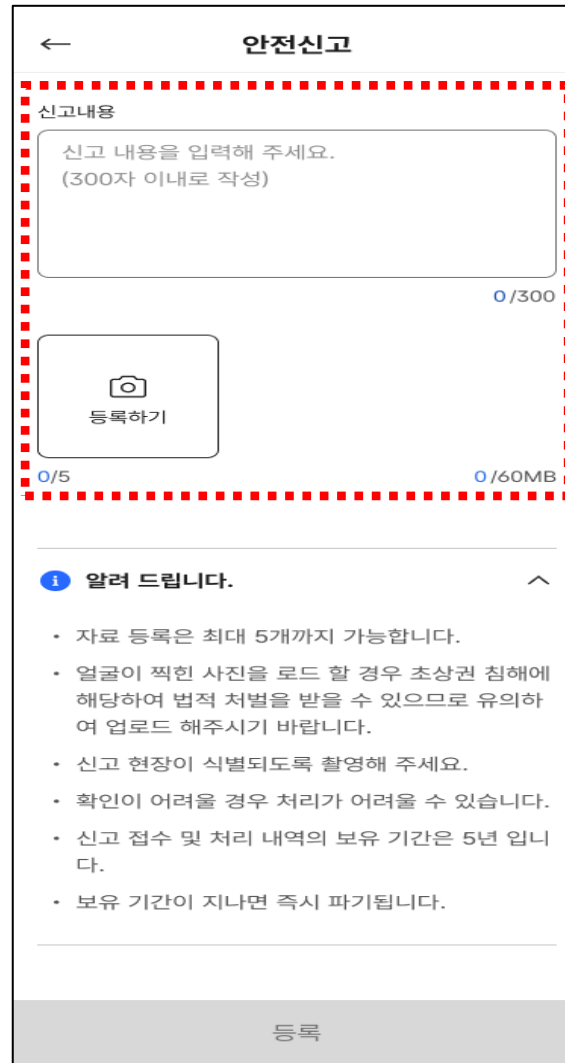 안전신고
신고내용
신고 내용을 입력해 주세요.
(300자 이내로 작성)
0/300
등록하기
0/5
0/60MB
알려 드립니다.
• 자료 등록은 최대 5개까지 가능합니다.
• 얼굴이 찍힌 사진을 로드 할 경우 초상권 침해에
해당하여 법적 처벌을 받을 수 있으므로 유의하
여 업로드 해주시기 바랍니다.
• 신고 현장이 식별되도록 촬영해 주세요.
• 확인이 어려울 경우 처리가 어려울 수 있습니다.
• 신고 접수 및 처리 내역의 보유 기간은 5년 입니
다.
• 보유 기간이 지나면 즉시 파기됩니다.
등록